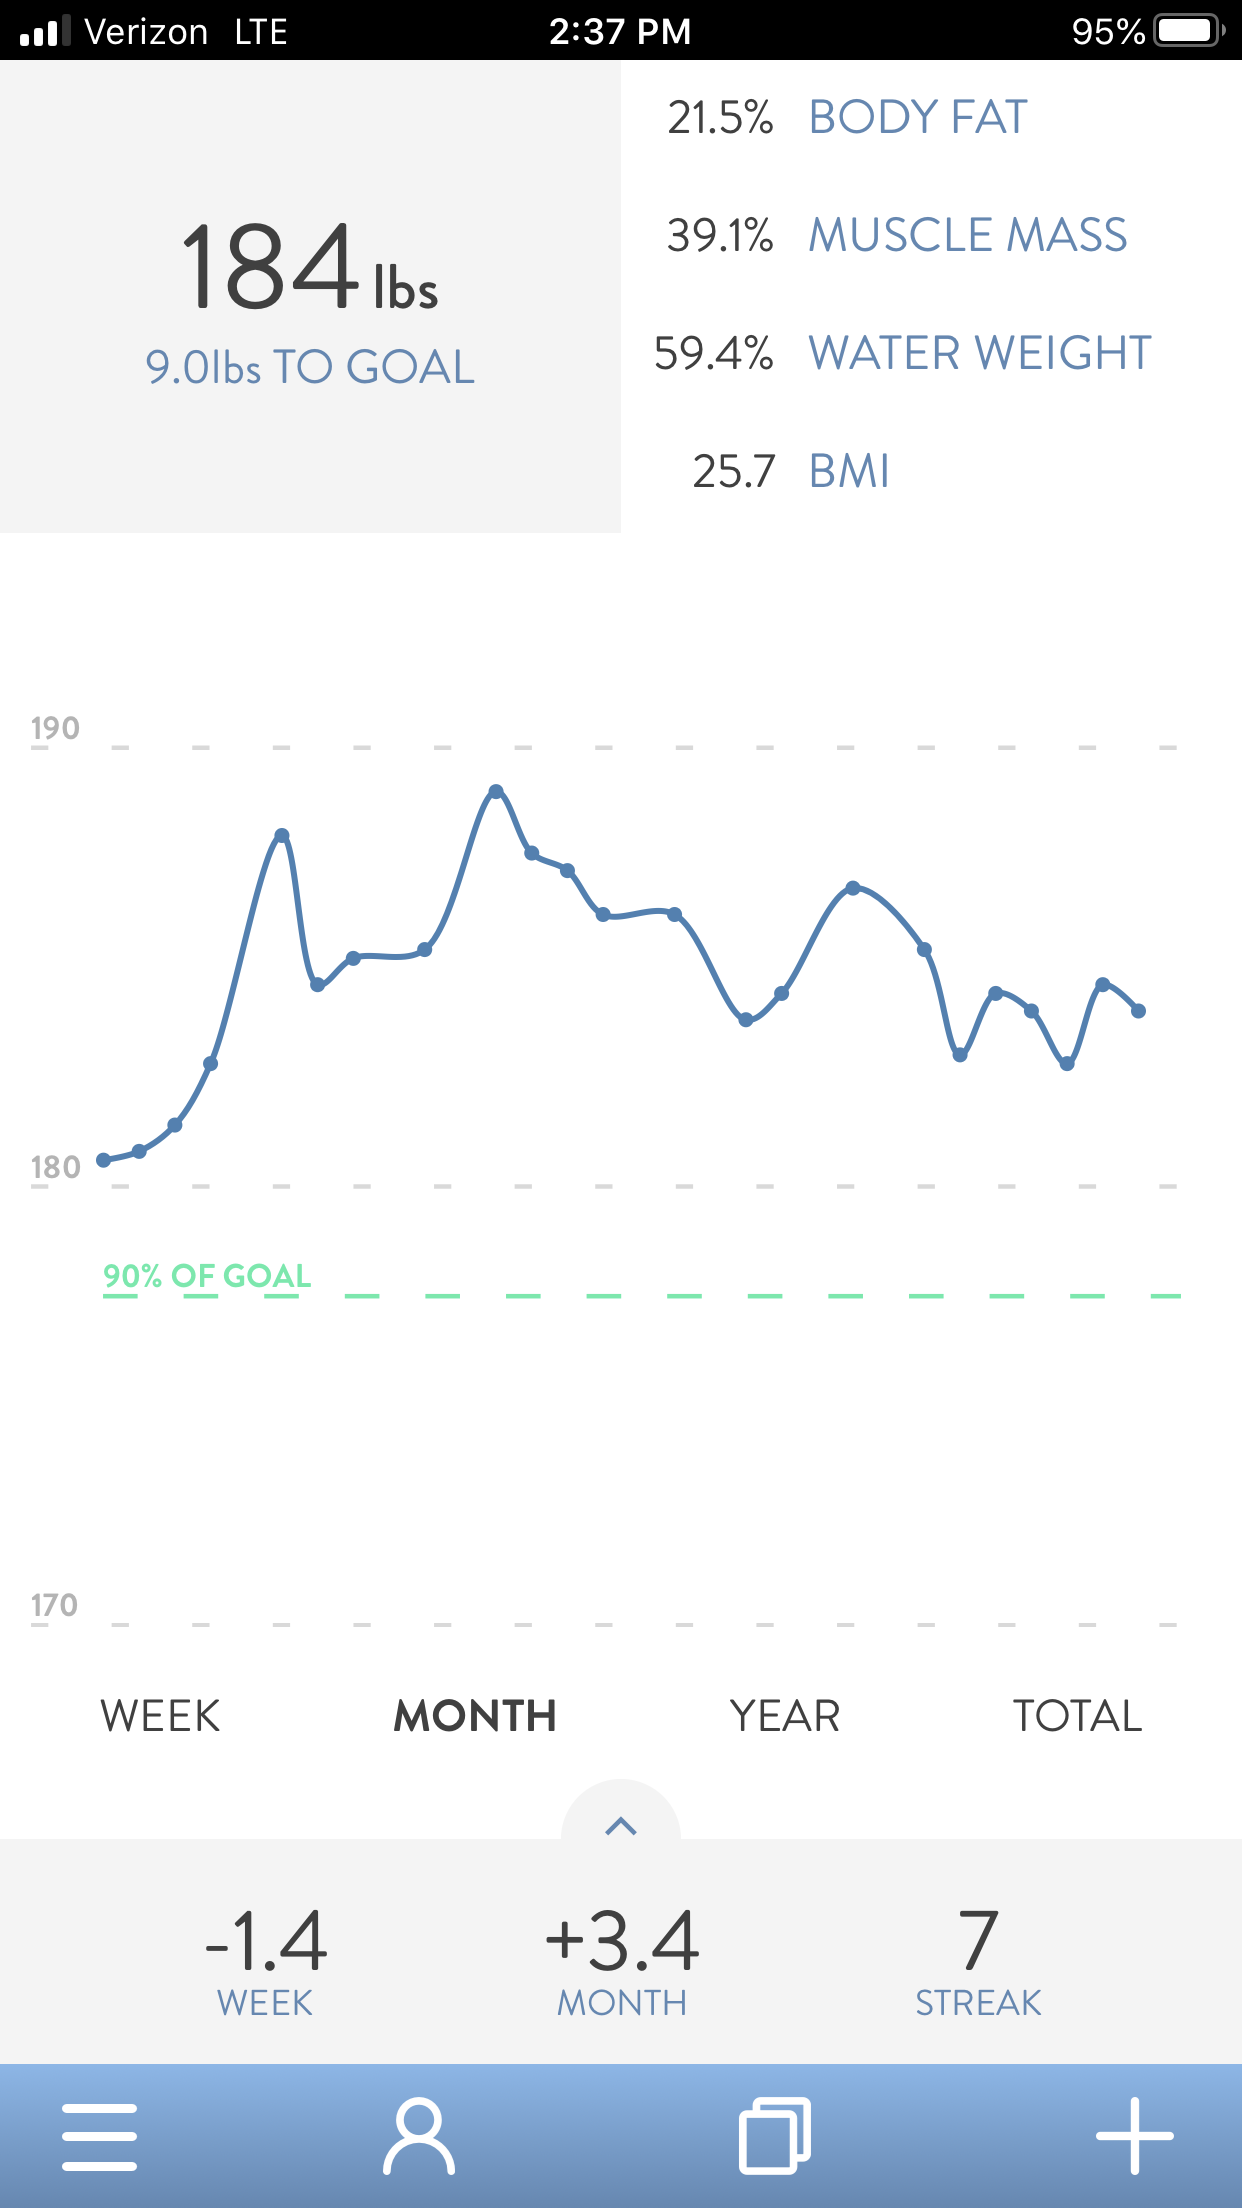 Verizon LTE 2:37 PM 95%
184 lbs
9.0lbs TO GOAL
21.5% BODY FAT
39.1% MUSCLE MASS
59.4% WATER WEIGHT
25.7 BMI
190
180
90% OF GOAL
170
WEEK MONTH YEAR TOTAL
-1.4 +3.4 7
WEEK MONTH STREAK